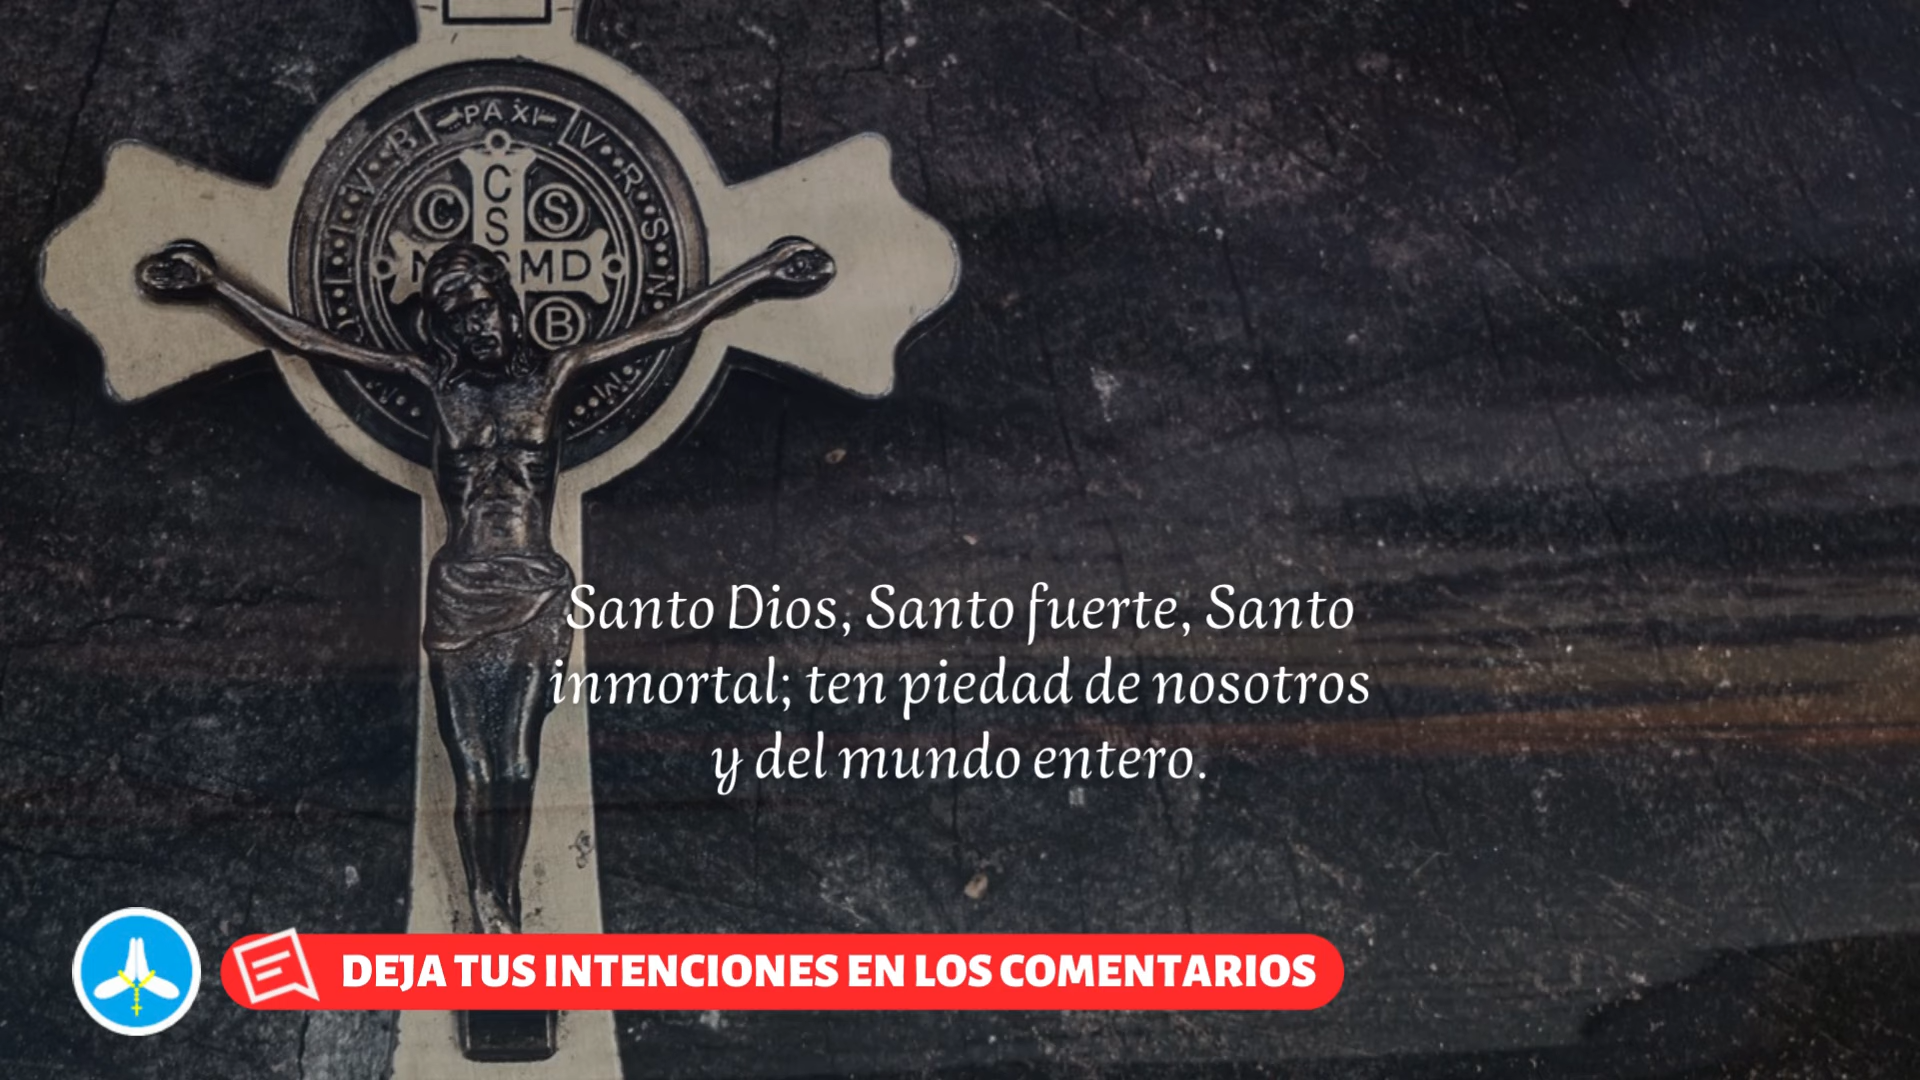 PAX
I V B
V R S N
C
S
C S
S M D
B
Santo Dios, Santo fuerte, Santo
inmortal; ten piedad de nosotros
y del mundo entero.
DEJA TUS INTENCIONES EN LOS COMENTARIOS